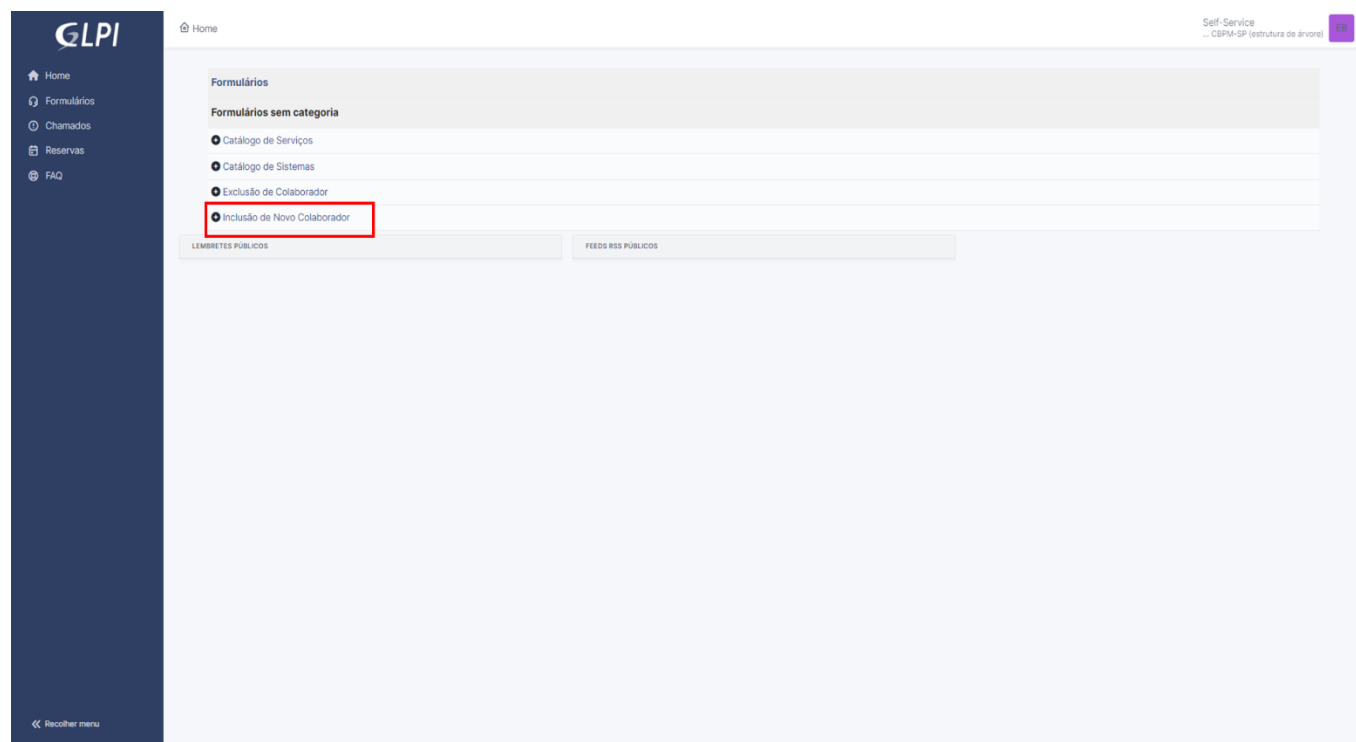 GLPI
Home
Self-Service
... CBPM-SP (estrutura de árvore)
EB
Home
Formulários
Chamados
Reservas
FAQ
Formulários
Formulários sem categoria
Catálogo de Serviços
Catálogo de Sistemas
Exclusão de Colaborador
Inclusão de Novo Colaborador
LEMBRETES PÚBLICOS
FEEDS RSS PÚBLICOS
Recolher menu